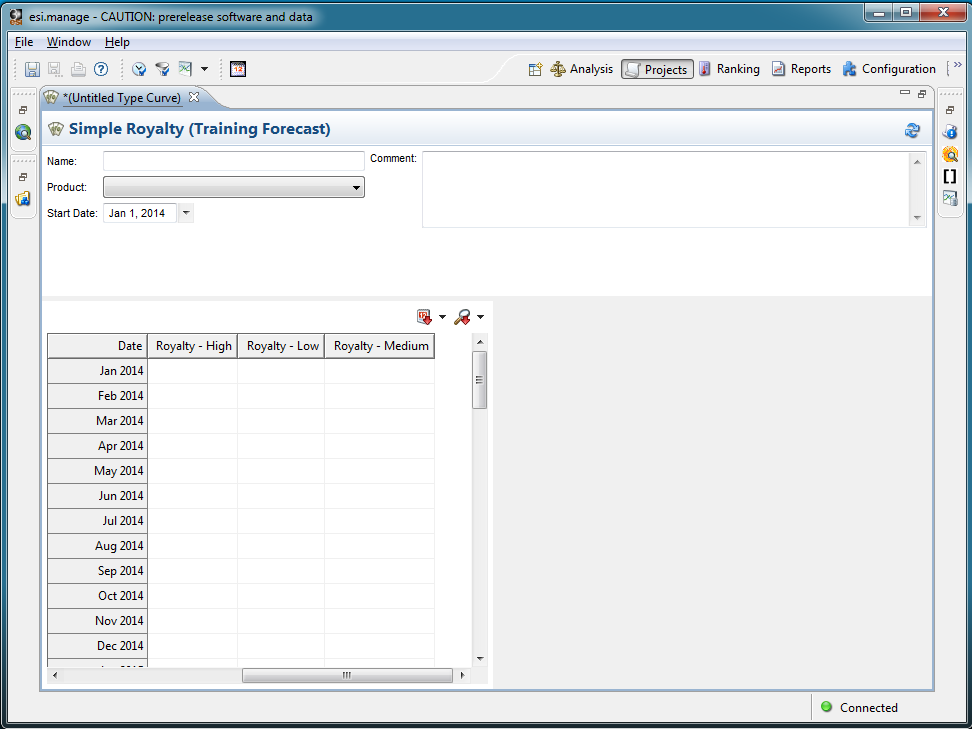 esi.manage - CAUTION: prerelease software and data
File Window Help
12 Analysis Projects Ranking Reports Configuration »
*(Untitled Type Curve)
Simple Royalty (Training Forecast)
Name: Comment:
Product:
Start Date: Jan 1, 2014
Date Royalty - High Royalty - Low Royalty - Medium
Jan 2014
Feb 2014
Mar 2014
Apr 2014
May 2014
Jun 2014
Jul 2014
Aug 2014
Sep 2014
Oct 2014
Nov 2014
Dec 2014
Connected